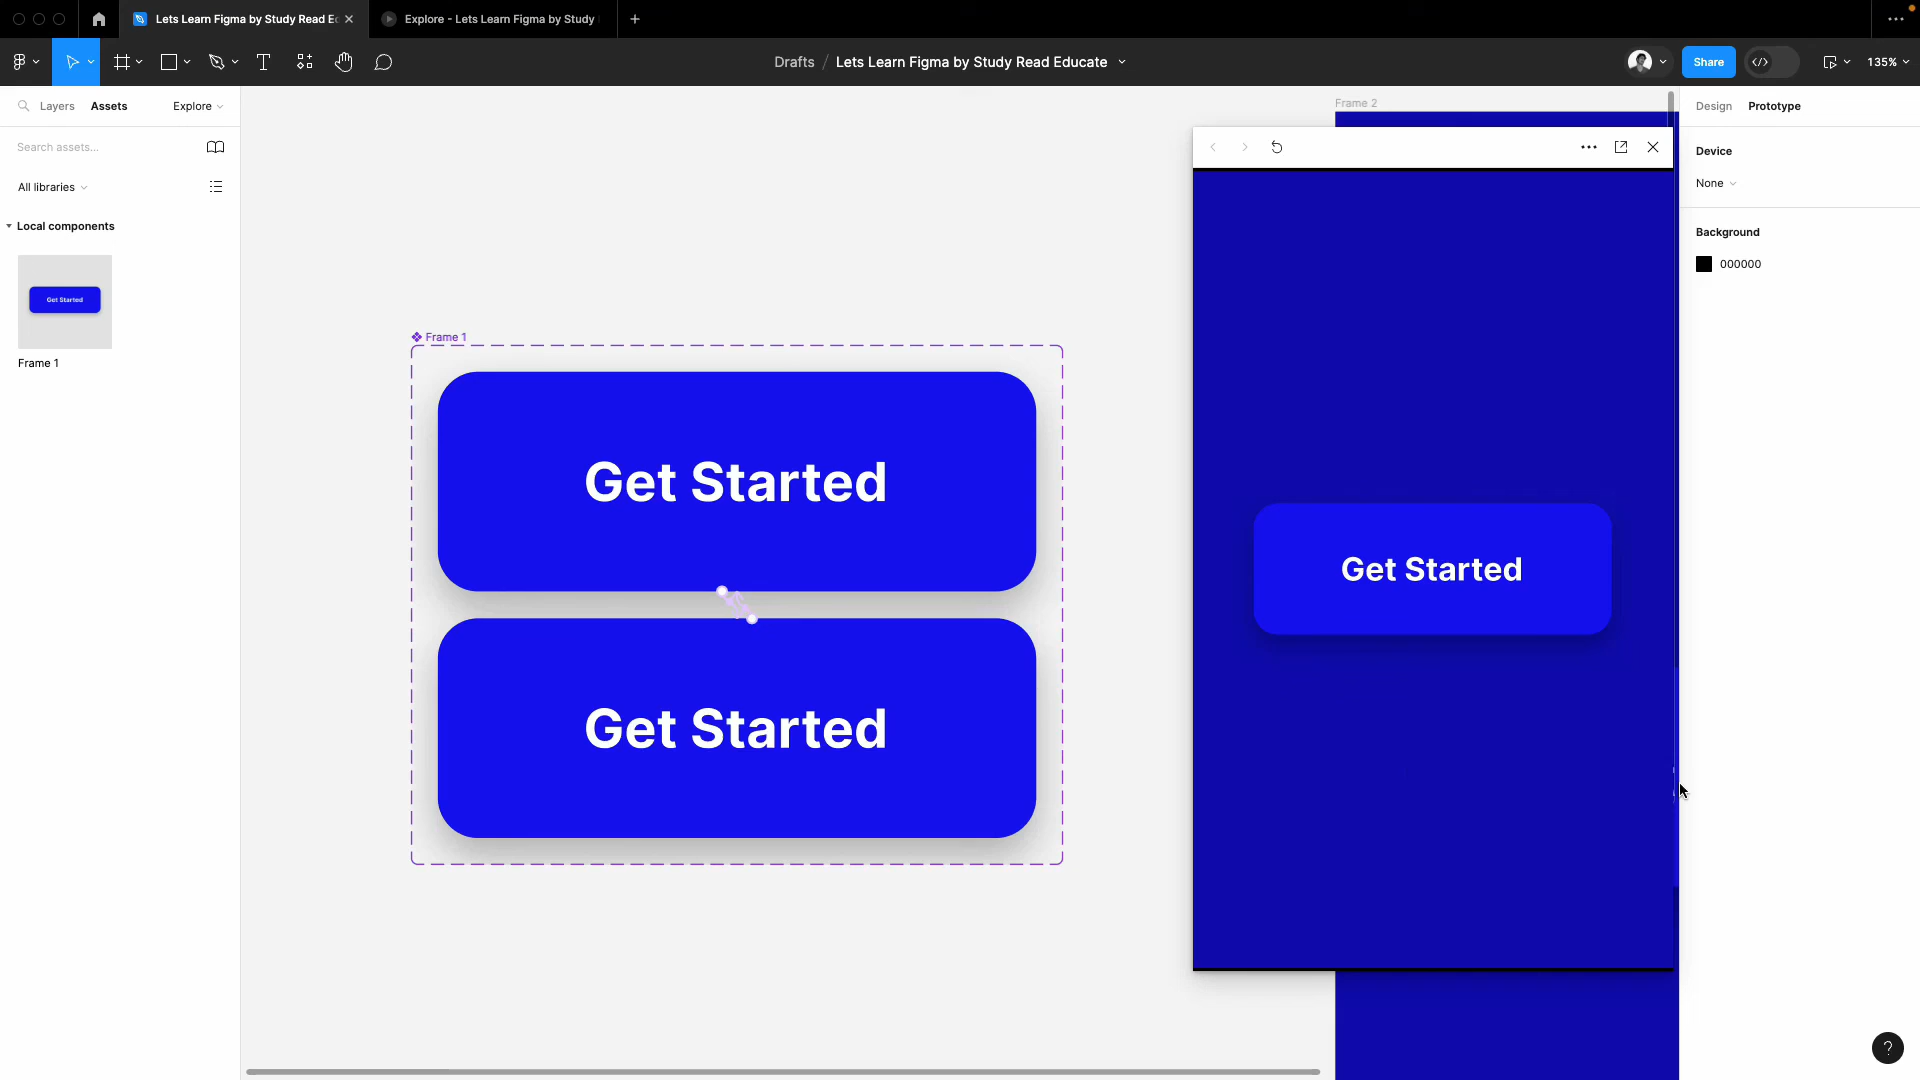 Lets Learn Figma by Study Read Ed
Explore - Lets Learn Figma by Study
Drafts / Lets Learn Figma by Study Read Educate
Share
135%
Layers
Assets
Explore
Search assets...
All libraries
Local components
Get Started
Frame 1
Frame 1
Get Started
Get Started
Frame 2
Get Started
Design
Prototype
Device
None
Background
000000
?